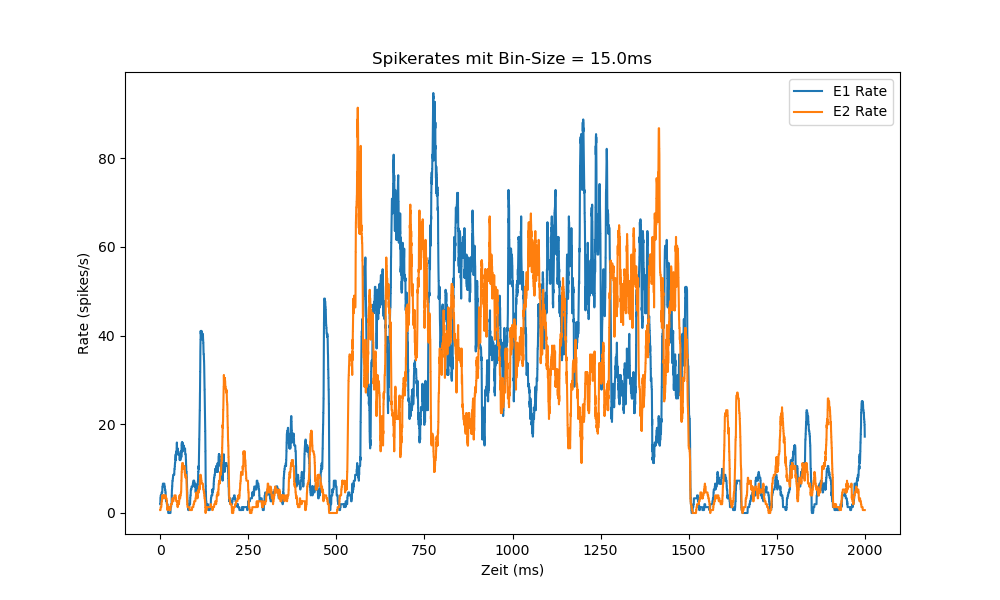 Spikerates mit Bin-Size = 15.0ms
E1 Rate
E2 Rate
Rate (spikes/s)
80
60
40
20
0
0 250 500 750 1000 1250 1500 1750 2000
Zeit (ms)